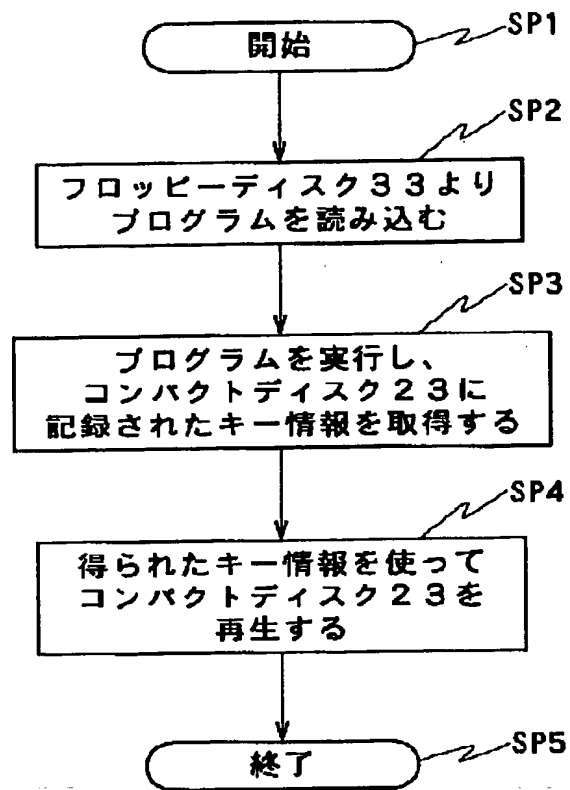 SP1
開始
SP2
フロッピーディスク３３より
プログラムを読み込む
SP3
プログラムを実行し、
コンパクトディスク２３に
記録されたキー情報を取得する
SP4
得られたキー情報を使って
コンパクトディスク２３を
再生する
SP5
終了